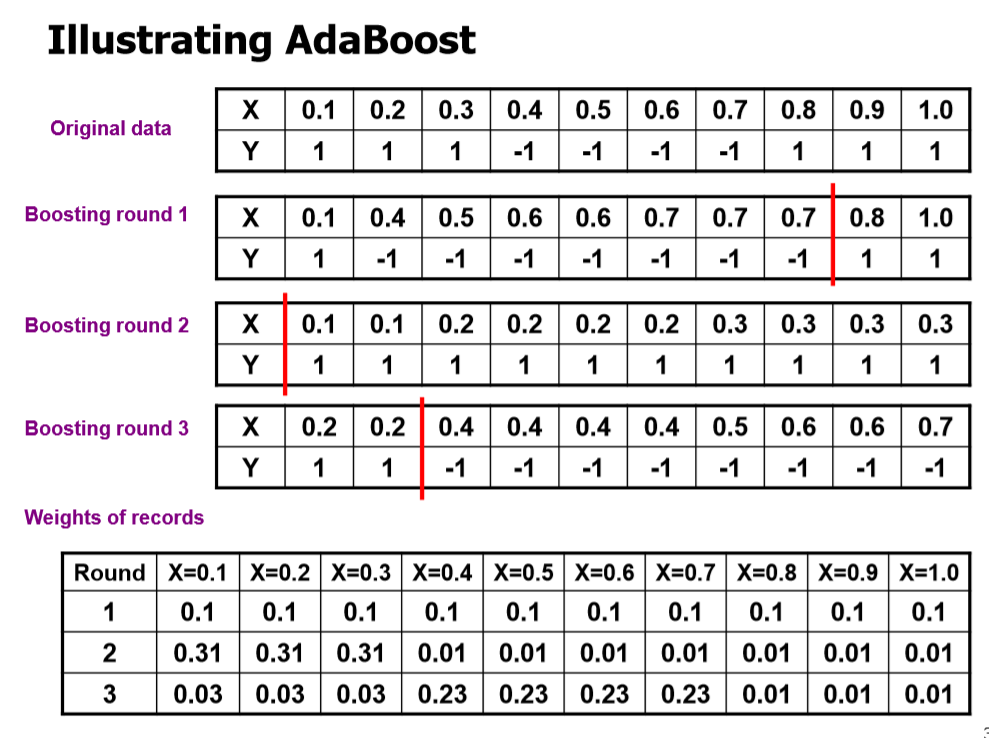 Illustrating AdaBoost
Original data
X 0.1 0.2 0.3 0.4 0.5 0.6 0.7 0.8 0.9 1.0
Y 1 1 1 -1 -1 -1 -1 1 1 1
Boosting round 1
X 0.1 0.4 0.5 0.6 0.6 0.7 0.7 0.7 0.8 1.0
Y 1 -1 -1 -1 -1 -1 -1 -1 1 1
Boosting round 2
X 0.1 0.1 0.2 0.2 0.2 0.2 0.3 0.3 0.3 0.3
Y 1 1 1 1 1 1 1 1 1 1
Boosting round 3
X 0.2 0.2 0.4 0.4 0.4 0.4 0.5 0.6 0.6 0.7
Y 1 1 -1 -1 -1 -1 -1 -1 -1 -1
Weights of records
Round X=0.1 X=0.2 X=0.3 X=0.4 X=0.5 X=0.6 X=0.7 X=0.8 X=0.9 X=1.0
1 0.1 0.1 0.1 0.1 0.1 0.1 0.1 0.1 0.1 0.1
2 0.31 0.31 0.31 0.01 0.01 0.01 0.01 0.01 0.01 0.01
3 0.03 0.03 0.03 0.23 0.23 0.23 0.23 0.01 0.01 0.01